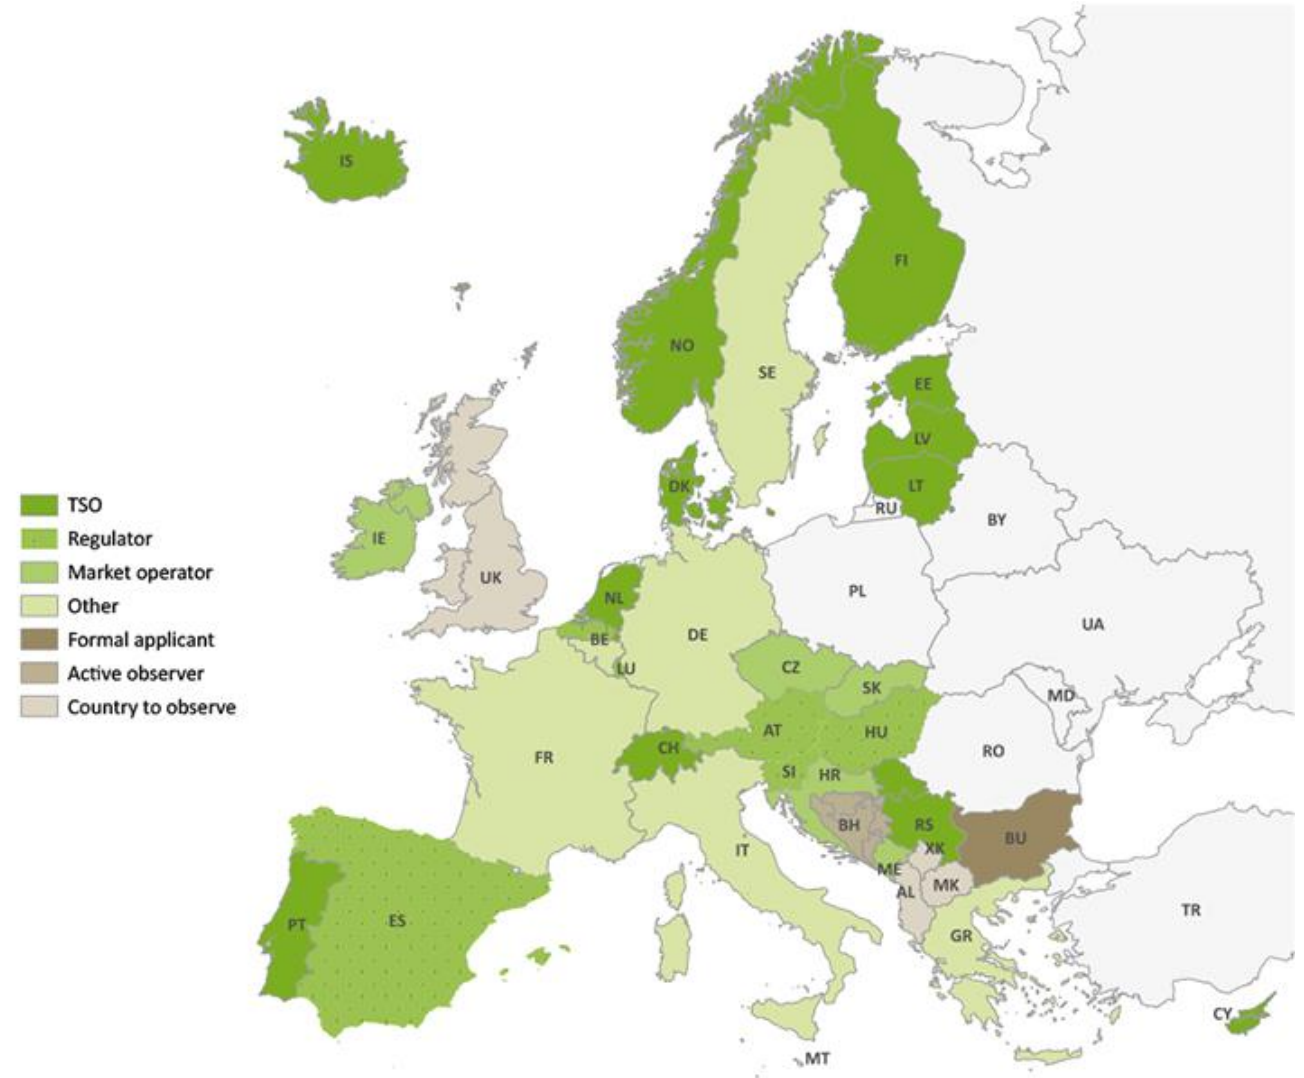 IS
FI
NO
SE
EE
LV
DK
LT
TSO
RU
BY
Regulator
IE
Market operator
UK
NL
PL
Other
UA
DE
BE
Formal applicant
LU
CZ
Active observer
SK
MD
Country to observe
AT
HU
CH
RO
FR
SI
HR
BH
RS
BU
IT
XK
ME
MK
AL
TR
PT
ES
GR
CY
MT